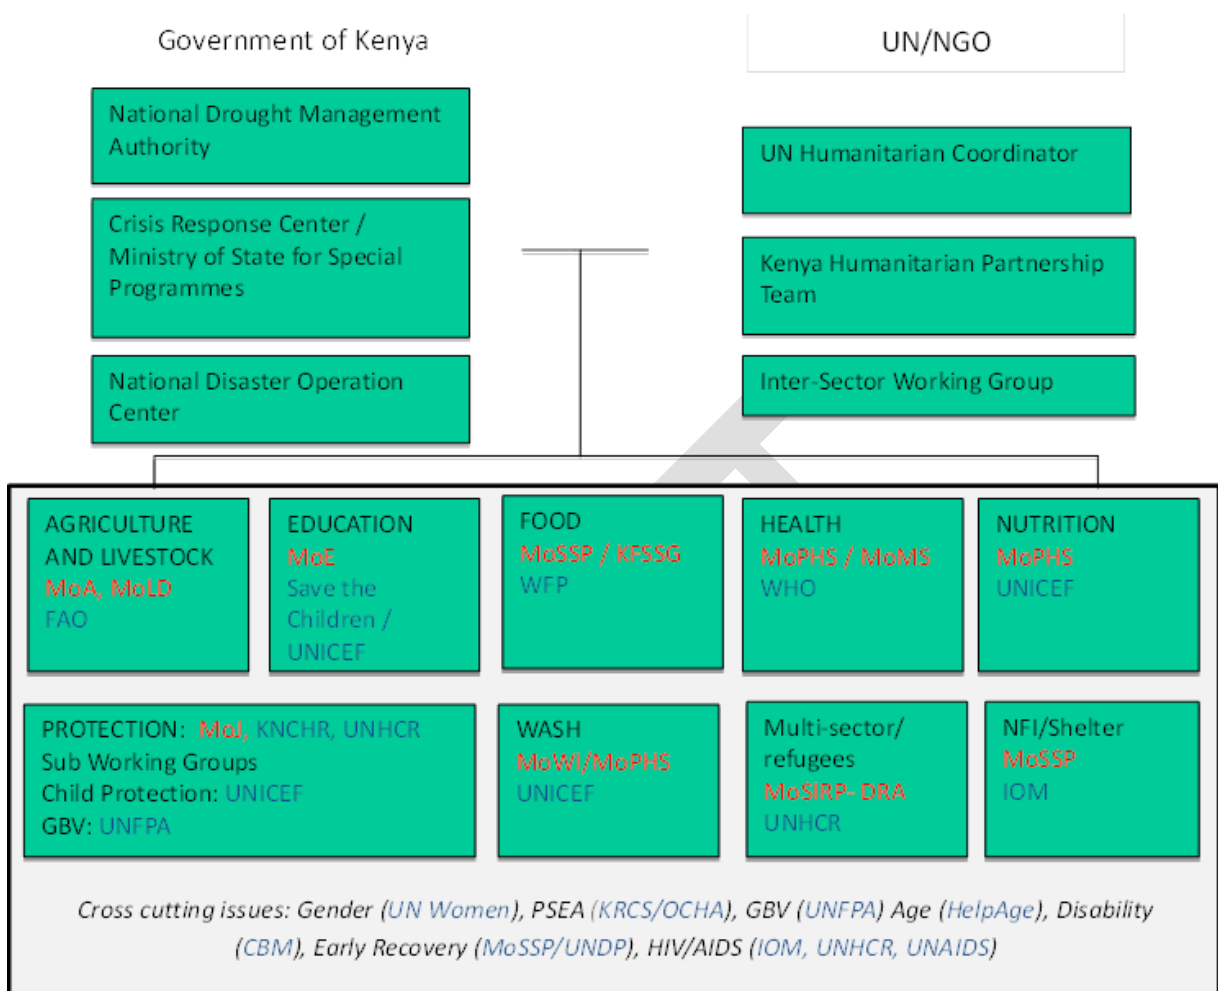 Government of Kenya
UN/NGO
National Drought Management
Authority
Crisis Response Center /
Ministry of State for Special
Programmes
National Disaster Operation
Center
UN Humanitarian Coordinator
Kenya Humanitarian Partnership
Team
Inter-Sector Working Group
AGRICULTURE
AND LIVESTOCK
MoA, MoLD
FAO
EDUCATION
MoE
Save the
Children /
UNICEF
FOOD
MoSSP / KFSSG
WFP
HEALTH
MoPHS / MoMS
WHO
NUTRITION
MoPHS
UNICEF
PROTECTION: MoJ, KNCHR, UNHCR
Sub Working Groups
Child Protection: UNICEF
GBV: UNFPA
WASH
MoWI/MoPHS
UNICEF
Multi-sector/
refugees
MoSIRP- DRA
UNHCR
NFI/Shelter
MoSSP
IOM
Cross cutting issues: Gender (UN Women), PSEA (KRCS/OCHA), GBV (UNFPA) Age (HelpAge), Disability
(CBM), Early Recovery (MoSSP/UNDP), HIV/AIDS (IOM, UNHCR, UNAIDS)